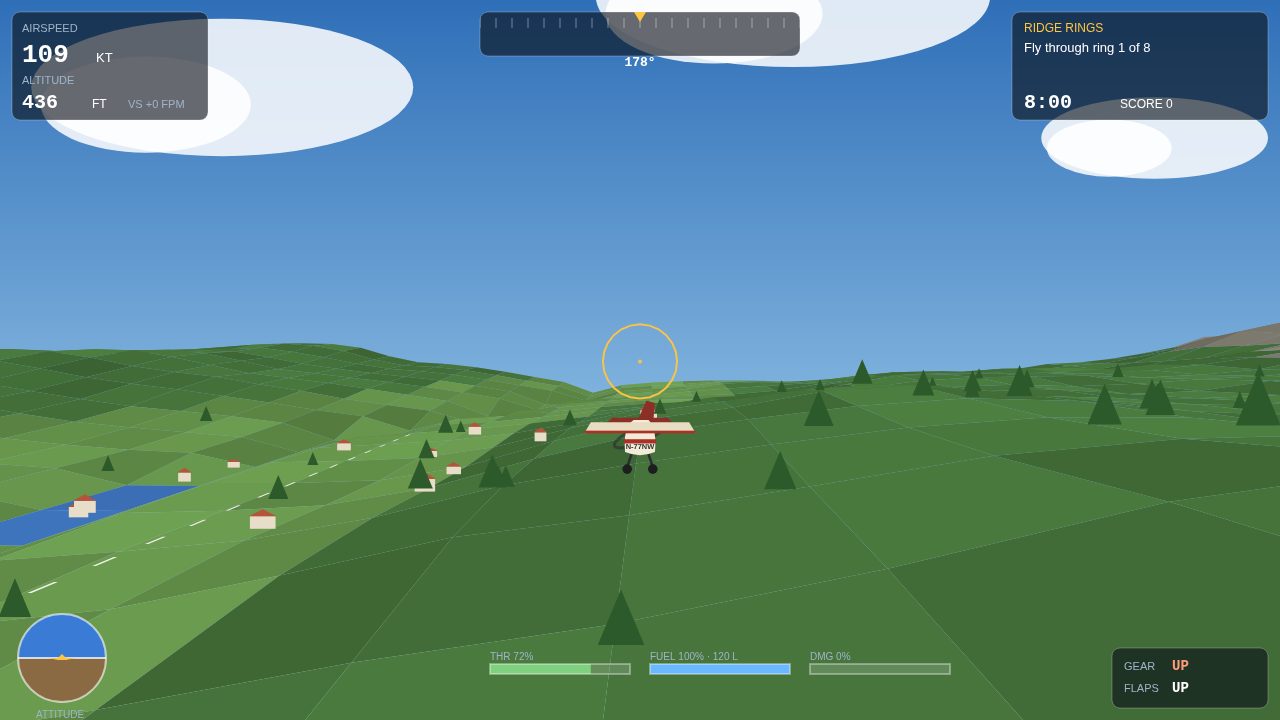 AIRSPEED
109 KT
ALTITUDE
436 FT VS +0 FPM
178°
RIDGE RINGS
Fly through ring 1 of 8
8:00 SCORE 0
N-77NW
THR 72%
FUEL 100% · 120 L
DMG 0%
GEAR UP
FLAPS UP
ATTITUDE